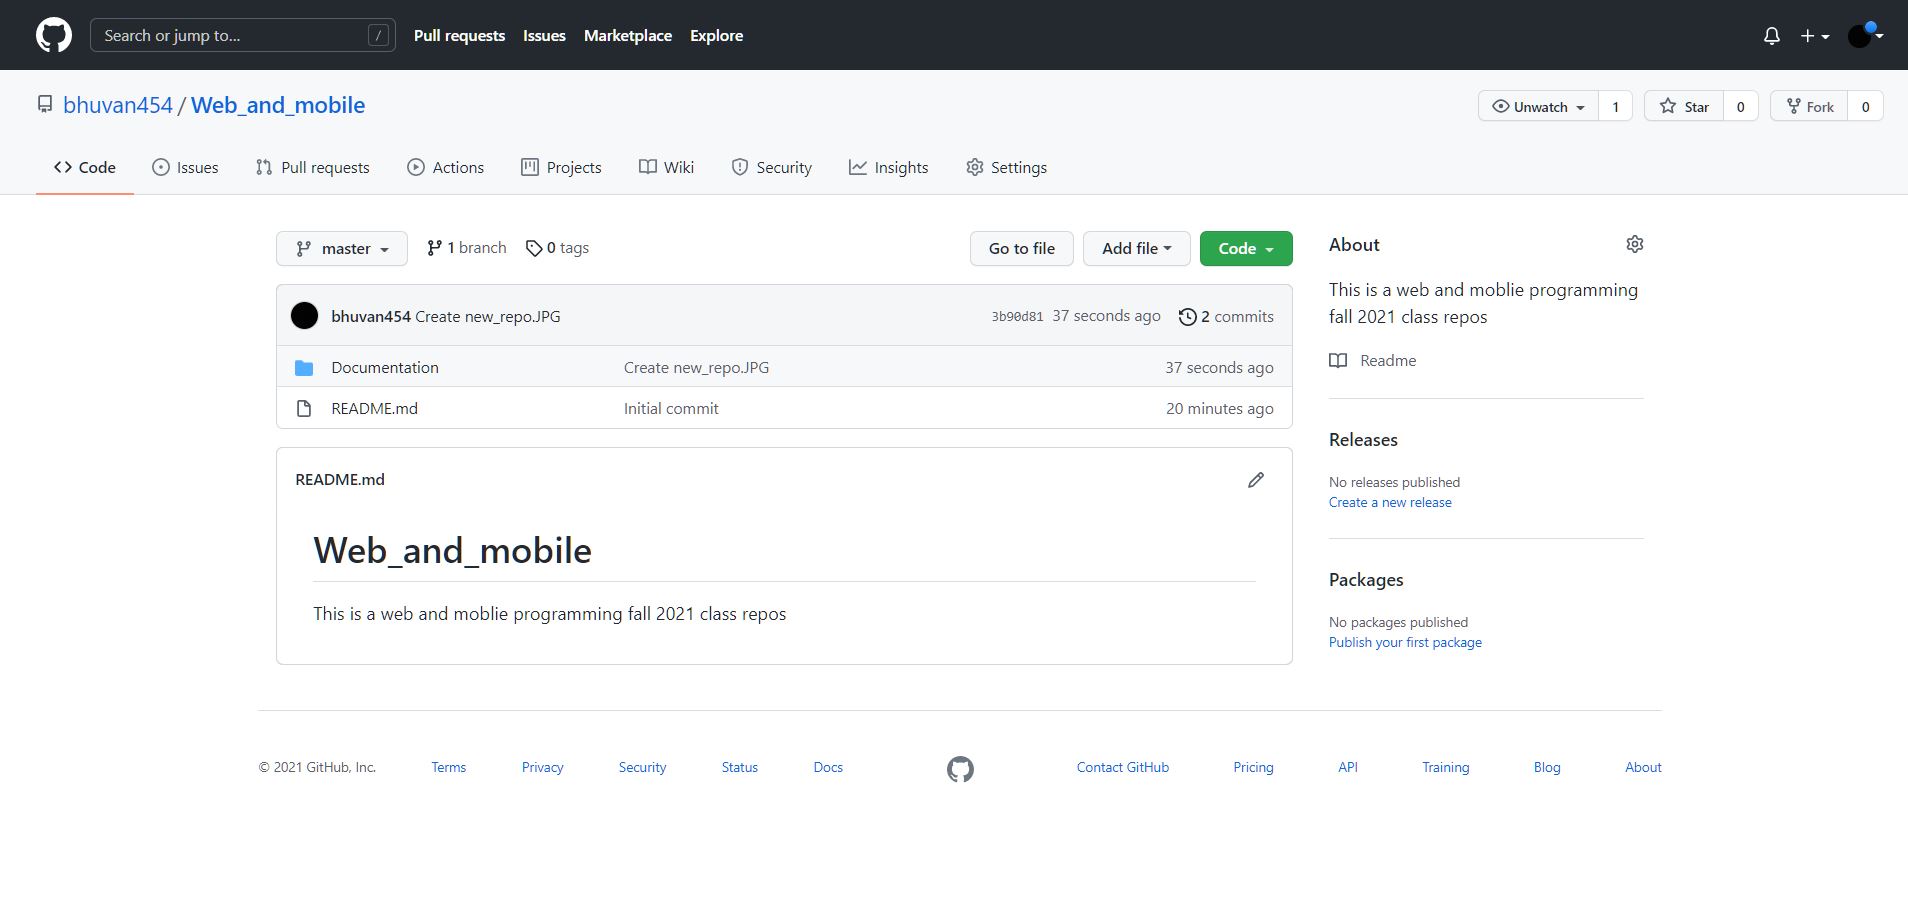 Search or jump to... /
Pull requests Issues Marketplace Explore
bhuvan454 / Web_and_mobile
Unwatch 1 Star 0 Fork 0
Code Issues Pull requests Actions Projects Wiki Security Insights Settings
master 1 branch 0 tags
Go to file Add file Code
bhuvan454 Create new_repo.JPG 3b90d81 37 seconds ago 2 commits
Documentation Create new_repo.JPG 37 seconds ago
README.md Initial commit 20 minutes ago
README.md
Web_and_mobile
This is a web and moblie programming fall 2021 class repos
About
This is a web and moblie programming
fall 2021 class repos
Readme
Releases
No releases published
Create a new release
Packages
No packages published
Publish your first package
© 2021 GitHub, Inc. Terms Privacy Security Status Docs Contact GitHub Pricing API Training Blog About